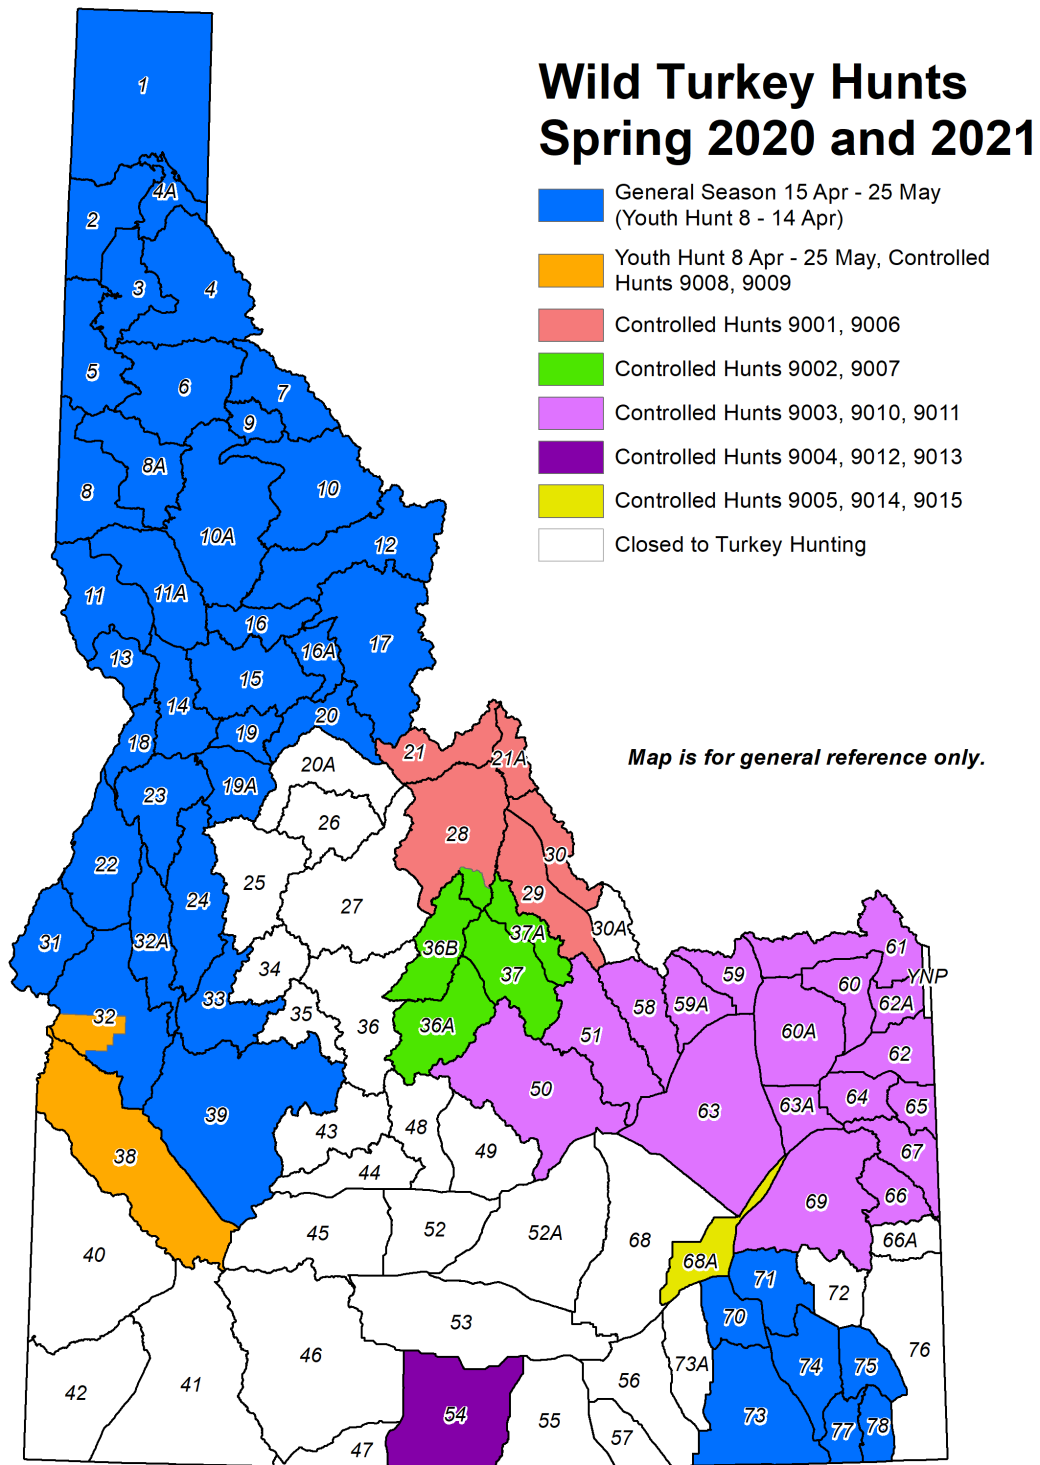 Wild Turkey Hunts
Spring 2020 and 2021
General Season 15 Apr - 25 May
(Youth Hunt 8 - 14 Apr)
Youth Hunt 8 Apr - 25 May, Controlled
Hunts 9008, 9009
Controlled Hunts 9001, 9006
Controlled Hunts 9002, 9007
Controlled Hunts 9003, 9010, 9011
Controlled Hunts 9004, 9012, 9013
Controlled Hunts 9005, 9014, 9015
Closed to Turkey Hunting
Map is for general reference only.
1
4A
2
3
4
5
6
7
9
8A
8
10
10A
12
11
11A
16
17
16A
13
15
14
20
19
18
21
21A
20A
19A
23
26
28
22
30
25
29
24
27
30A
31
32A
36B
37A
61
34
37
59
YNP
60
33
59A
62A
58
35
32
36
36A
51
60A
62
50
64
63A
65
63
39
43
48
49
67
38
44
66
69
45
52
52A
68
66A
40
68A
71
72
70
53
76
46
73A
74
75
56
41
42
54
55
73
77
78
57
47